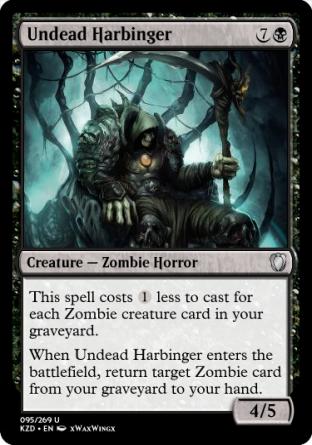 Undead Harbinger 7
Creature — Zombie Horror
This spell costs 1 less to cast for
each Zombie creature card in your
graveyard.
When Undead Harbinger enters the
battlefield, return target Zombie card
from your graveyard to your hand.
095/269 U
KZD • EN xWaxWingx
4/5